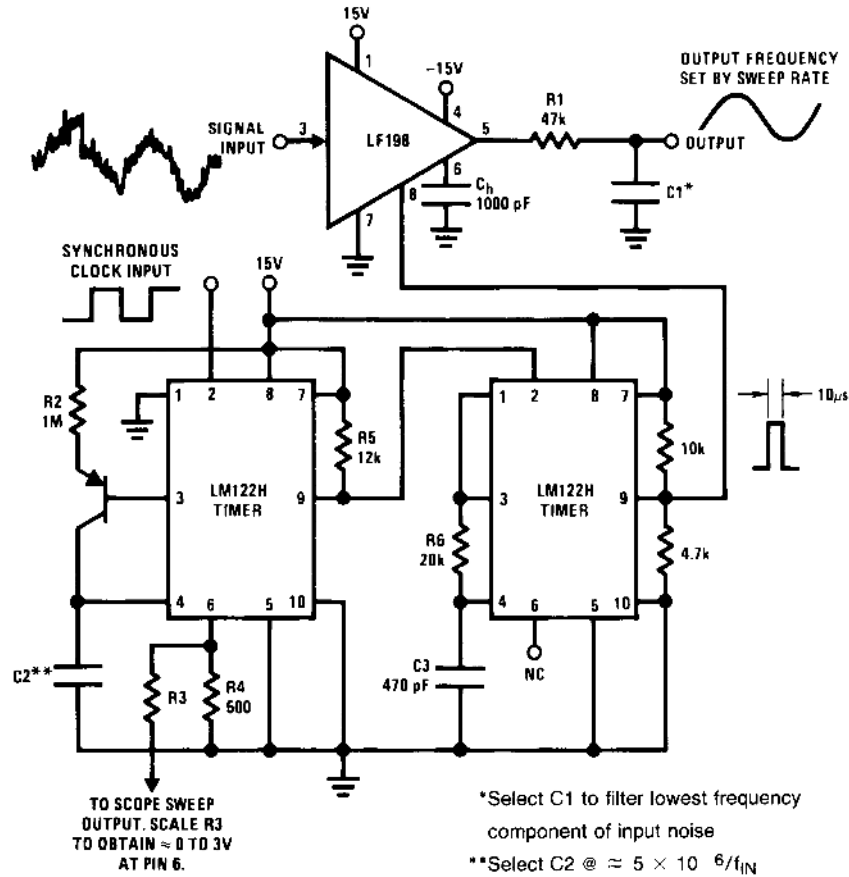 15V
1
-15V
4
OUTPUT FREQUENCY
SET BY SWEEP RATE
R1
47k
SIGNAL
INPUT
3
LF198
5
OUTPUT
6
8
Ch
1000 pF
C1*
7
SYNCHRONOUS
CLOCK INPUT
15V
R2
1M
1
2
8
7
R5
12k
3
LM122H
TIMER
9
4
6
5
10
C2**
R3
R4
500
1
2
8
7
10k
10μs
3
LM122H
TIMER
9
R6
20k
4.7k
4
6
5
10
C3
470 pF
NC
TO SCOPE SWEEP
OUTPUT. SCALE R3
TO OBTAIN ≈ 0 TO 3V
AT PIN 6.
*Select C1 to filter lowest frequency
component of input noise
**Select C2 @ ≈ 5 × 10 6/fIN